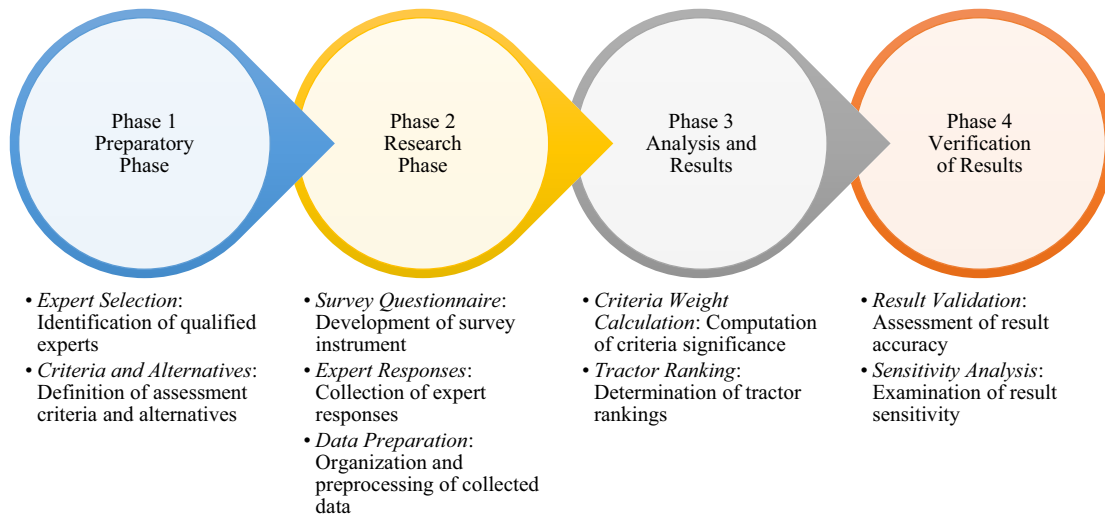 Phase 1
Preparatory
Phase
Phase 2
Research
Phase
Phase 3
Analysis and
Results
Phase 4
Verification
of Results
• Expert Selection:
Identification of qualified
experts
• Criteria and Alternatives:
Definition of assessment
criteria and alternatives
• Survey Questionnaire:
Development of survey
instrument
• Expert Responses:
Collection of expert
responses
• Data Preparation:
Organization and
preprocessing of collected
data
• Criteria Weight
Calculation: Computation
of criteria significance
• Tractor Ranking:
Determination of tractor
rankings
• Result Validation:
Assessment of result
accuracy
• Sensitivity Analysis:
Examination of result
sensitivity